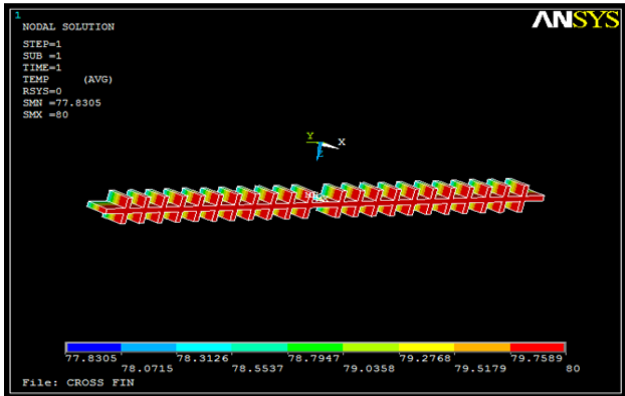 1
NODAL SOLUTION
ANSYS
STEP=1
SUB =1
TIME=1
TEMP (AVG)
RSYS=0
SMN =77.8305
SMX =80
Y
X
77.8305 78.3126 78.7947 79.2768 79.7589
78.0715 78.5537 79.0358 79.5179 80
File: CROSS FIN